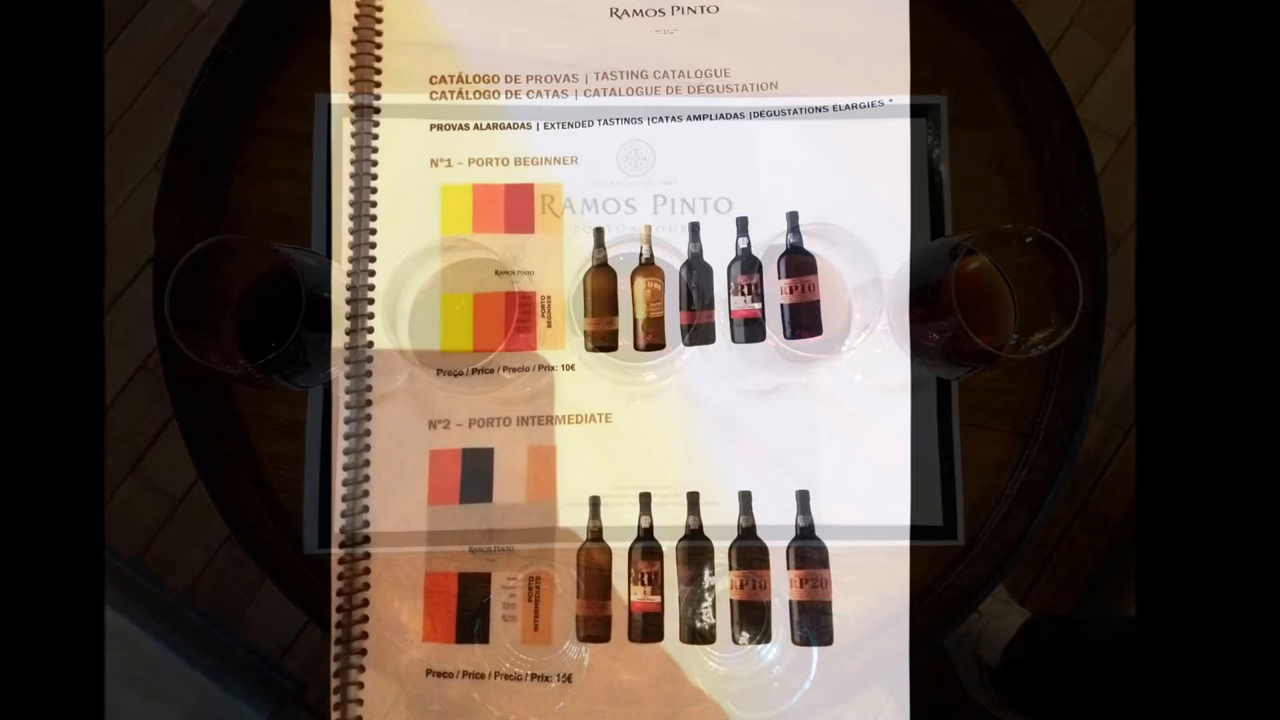 RAMOS PINTO
CATÁLOGO DE PROVAS | TASTING CATALOGUE
CATÁLOGO DE CATAS | CATALOGUE DE DÉGUSTATION
PROVAS ALARGADAS | EXTENDED TASTINGS |CATAS AMPLIADAS |DÉGUSTATIONS ÉLARGIES *
Nº1 – PORTO BEGINNER
RAMOS PINTO
RAMOS PINTO
PORTO
BEGINNER
RP10
Preço / Price / Precio / Prix: 10€
Nº2 – PORTO INTERMEDIATE
RAMOS PINTO
PORTO
INTERMEDIATE
RP10
RP20
Preço / Price / Precio / Prix: 15€